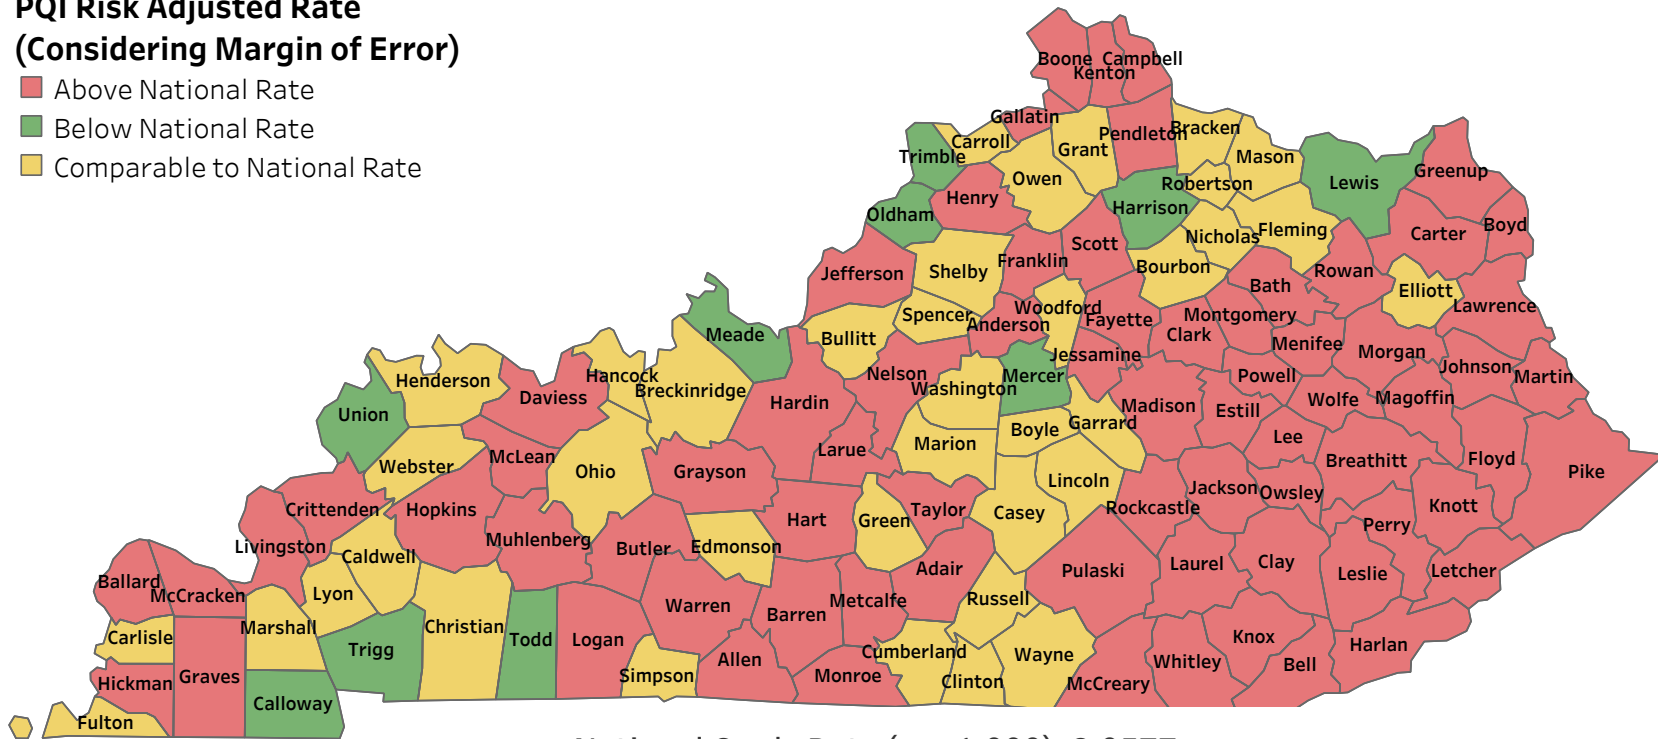 PQI Risk Adjusted Rate
(Considering Margin of Error)
Above National Rate
Below National Rate
Comparable to National Rate
Boone
Campbell
Kenton
Gallatin
Pendleton
Bracken
Carroll
Grant
Trimble
Mason
Owen
Robertson
Lewis
Greenup
Henry
Harrison
Oldham
Boyd
Fleming
Carter
Nicholas
Scott
Franklin
Bourbon
Jefferson
Shelby
Rowan
Bath
Elliott
Lawrence
Woodford
Spencer
Montgomery
Anderson
Fayette
Meade
Bullitt
Clark
Menifee
Morgan
Jessamine
Johnson
Nelson
Mercer
Powell
Hancock
Martin
Henderson
Washington
Breckinridge
Daviess
Wolfe
Magoffin
Hardin
Madison
Estill
Union
Garrard
Boyle
Lee
Marion
Larue
McLean
Floyd
Breathitt
Webster
Ohio
Grayson
Pike
Lincoln
Jackson
Owsley
Knott
Crittenden
Hopkins
Rockcastle
Taylor
Casey
Hart
Green
Perry
Muhlenberg
Livingston
Butler
Edmonson
Caldwell
Clay
Laurel
Adair
Pulaski
Letcher
Leslie
Ballard
McCracken
Lyon
Russell
Metcalfe
Warren
Barren
Marshall
Christian
Carlisle
Todd
Logan
Knox
Harlan
Trigg
Cumberland
Wayne
Allen
Whitley
Bell
Graves
Simpson
Monroe
Hickman
Clinton
McCreary
Calloway
Fulton